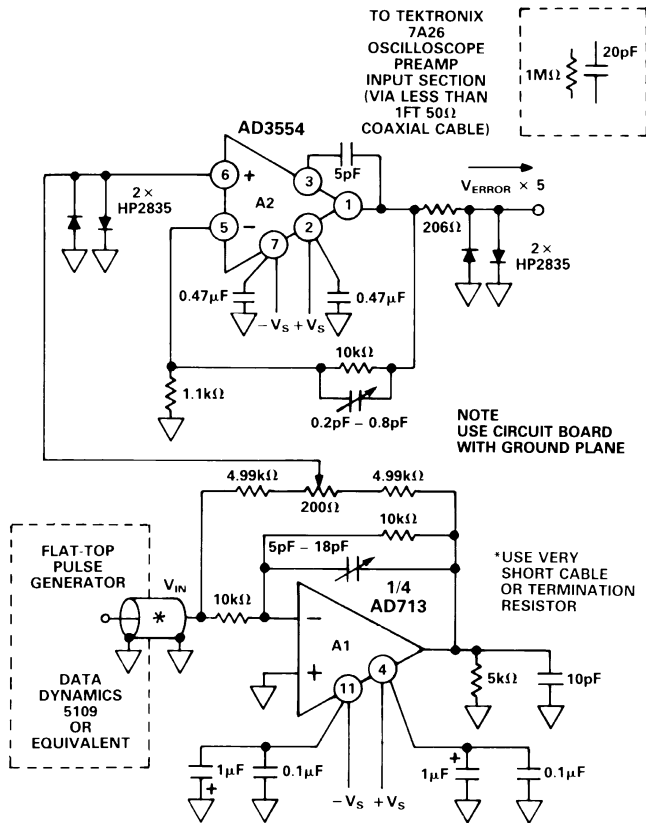 TO TEKTRONIX
7A26
OSCILLOSCOPE
PREAMP
INPUT SECTION
(VIA LESS THAN
1FT 50Ω
COAXIAL CABLE)
1MΩ
20pF
AD3554
5pF
6
+
3
A2
1
5
–
2
7
2 ×
HP2835
VERROR × 5
206Ω
2×
HP2835
0.47μF
0.47μF
–VS
+VS
10kΩ
1.1kΩ
0.2pF – 0.8pF
NOTE
USE CIRCUIT BOARD
WITH GROUND PLANE
4.99kΩ
200Ω
4.99kΩ
10kΩ
5pF – 18pF
FLAT-TOP
PULSE
GENERATOR
VIN
*
10kΩ
1/4
AD713
*USE VERY
SHORT CABLE
OR TERMINATION
RESISTOR
–
A1
+
4
11
DATA
DYNAMICS
5109
OR
EQUIVALENT
5kΩ
10pF
1μF
+
0.1μF
–VS
+VS
+
1μF
0.1μF